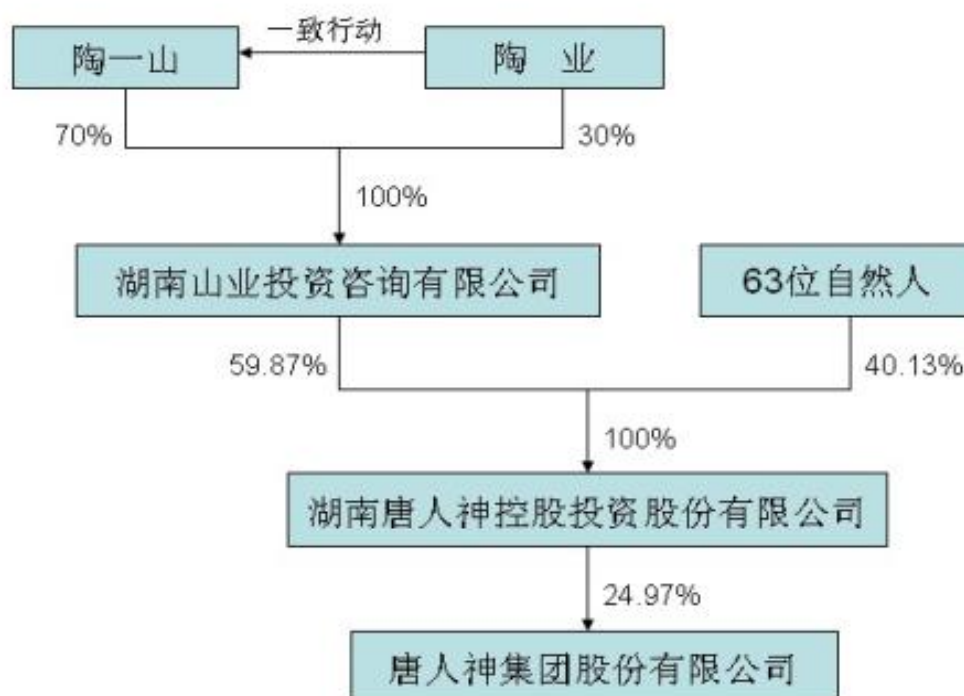 一致行动
陶一山
陶 业
70%
30%
100%
湖南山业投资咨询有限公司
63位自然人
59.87%
40.13%
100%
湖南唐人神控股投资股份有限公司
24.97%
唐人神集团股份有限公司